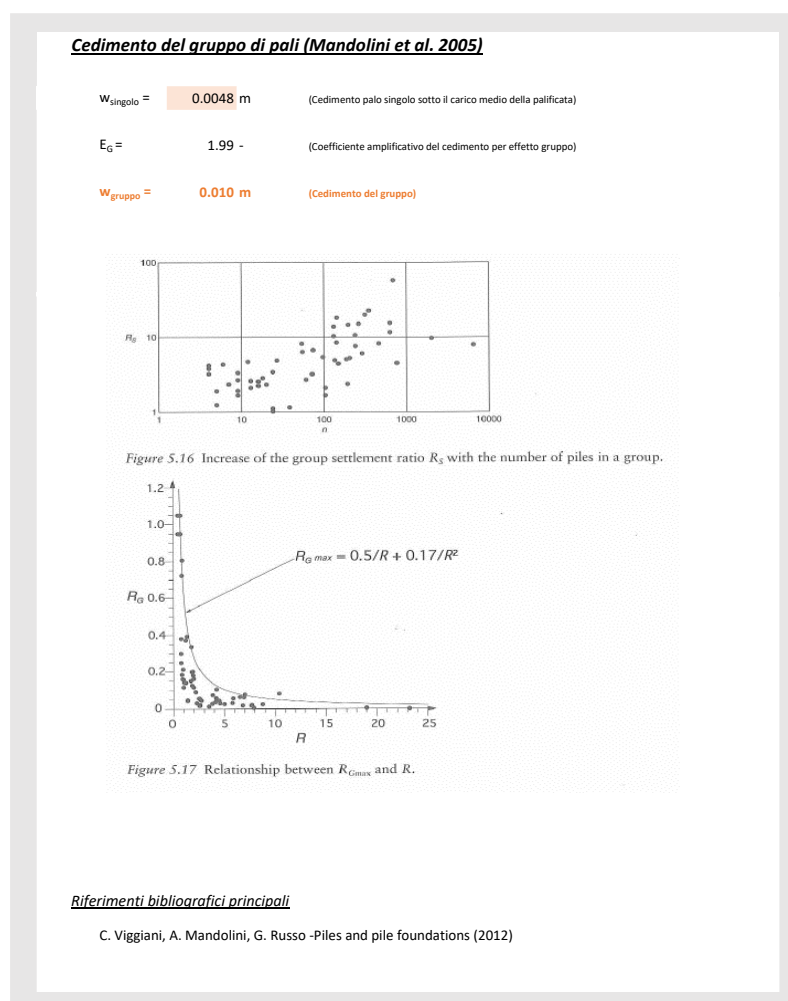 Cedimento del gruppo di pali (Mandolini et al. 2005)
wsingolo = 0.0048 m (Cedimento palo singolo sotto il carico medio della palificata)
EG = 1.99 - (Coefficiente amplificativo del cedimento per effetto gruppo)
wgruppo = 0.010 m (Cedimento del gruppo)
100
RS 10
1
1 10 100 1000 10000
n
Figure 5.16 Increase of the group settlement ratio RS with the number of piles in a group.
1.2
1.0
RG max = 0.5/R + 0.17/R²
0.8
RG 0.6
0.4
0.2
0
0 5 10 15 20 25
R
Figure 5.17 Relationship between RGmax and R.
Riferimenti bibliografici principali
C. Viggiani, A. Mandolini, G. Russo -Piles and pile foundations (2012)